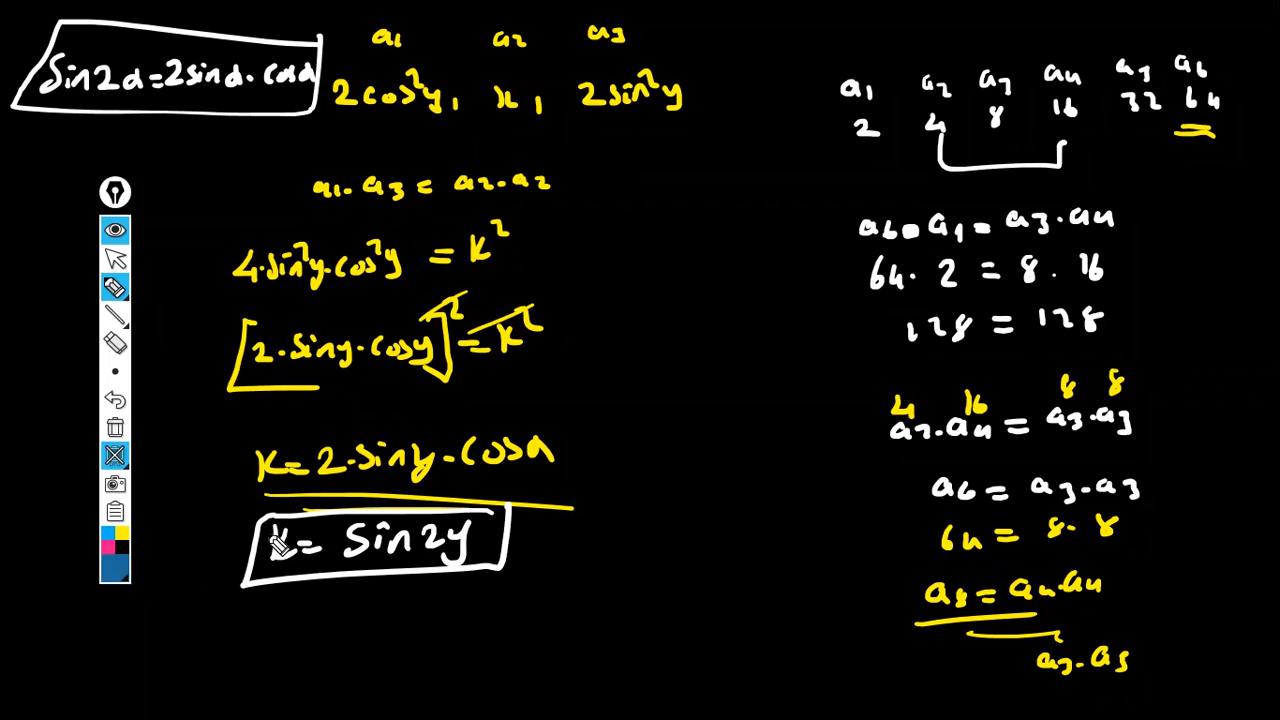 sin2α=2sinα·cosα
a1 a2 a3
2cos²y, k, 2sin²y
a1·a3 = a2·a2
4·sin²y·cos²y = k²
[2·siny·cosy]² = k²
k=2·siny·cosα
k= sin2y
a1 a2 a3 a4 a5 a6
2 4 8 16 32 64
a6·a1 = a3·a4
64·2 = 8·16
128 = 128
4 16 8 8
a2·a4 = a3·a3
a6 = a3·a3
64 = 8·8
a8 = a4·a4
a3·a5